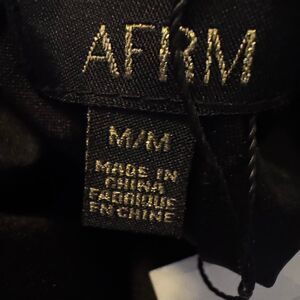 AFRM
M/M
MADE IN
CHINA
FABRIQUE
EN CHINE